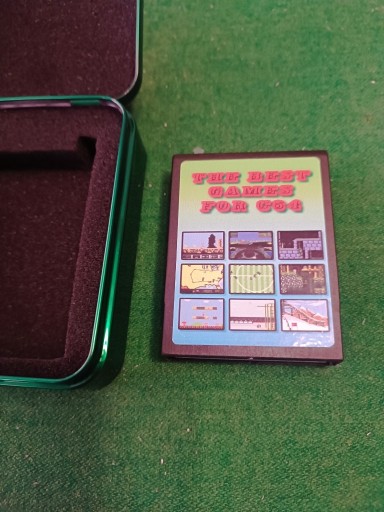 THE BEST
GAMES
FOR C64